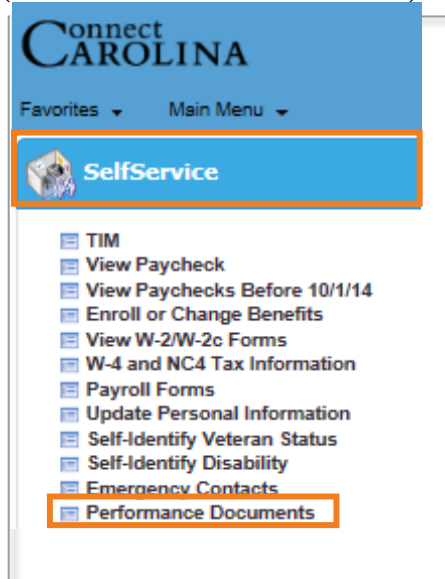 Connect
CAROLINA
Favorites Main Menu
SelfService
TIM
View Paycheck
View Paychecks Before 10/1/14
Enroll or Change Benefits
View W-2/W-2c Forms
W-4 and NC4 Tax Information
Payroll Forms
Update Personal Information
Self-Identify Veteran Status
Self-Identify Disability
Emergency Contacts
Performance Documents